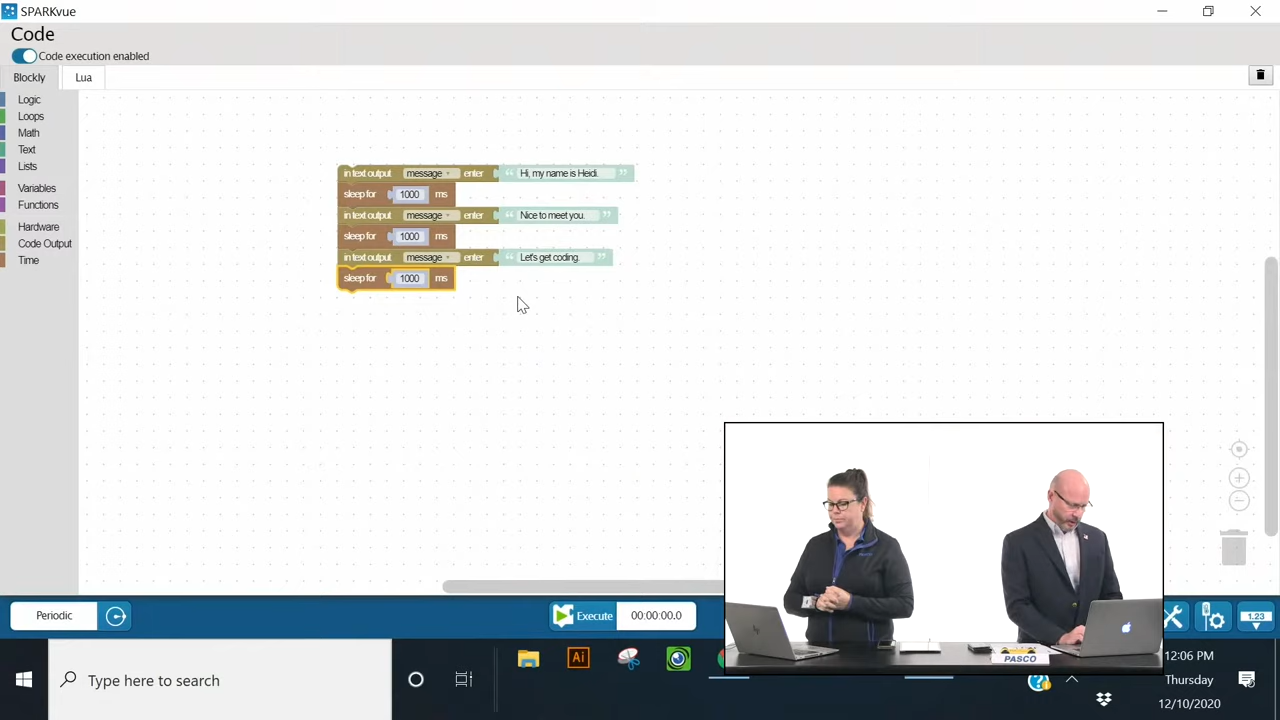 SPARKvue
Code
Code execution enabled
Blockly Lua
Logic
Loops
Math
Text
Lists
Variables
Functions
Hardware
Code Output
Time
in text output message enter “ Hi, my name is Heidi. ”
sleep for 1000 ms
in text output message enter “ Nice to meet you. ”
sleep for 1000 ms
in text output message enter “ Let's get coding. ”
sleep for 1000 ms
PASCO
Periodic Execute 00:00:00.0 1.23
Type here to search
Ai
12:06 PM
Thursday
12/10/2020